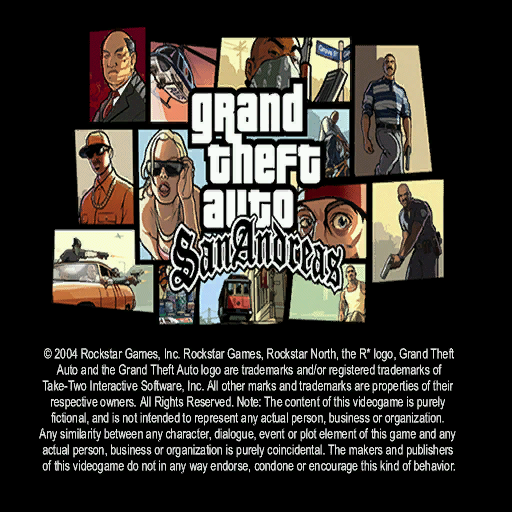 grand
theft
auto
San Andreas
© 2004 Rockstar Games, Inc. Rockstar Games, Rockstar North, the R* logo, Grand Theft
Auto and the Grand Theft Auto logo are trademarks and/or registered trademarks of
Take-Two Interactive Software, Inc. All other marks and trademarks are properties of their
respective owners. All Rights Reserved. Note: The content of this videogame is purely
fictional, and is not intended to represent any actual person, business or organization.
Any similarity between any character, dialogue, event or plot element of this game and any
actual person, business or organization is purely coincidental. The makers and publishers
of this videogame do not in any way endorse, condone or encourage this kind of behavior.